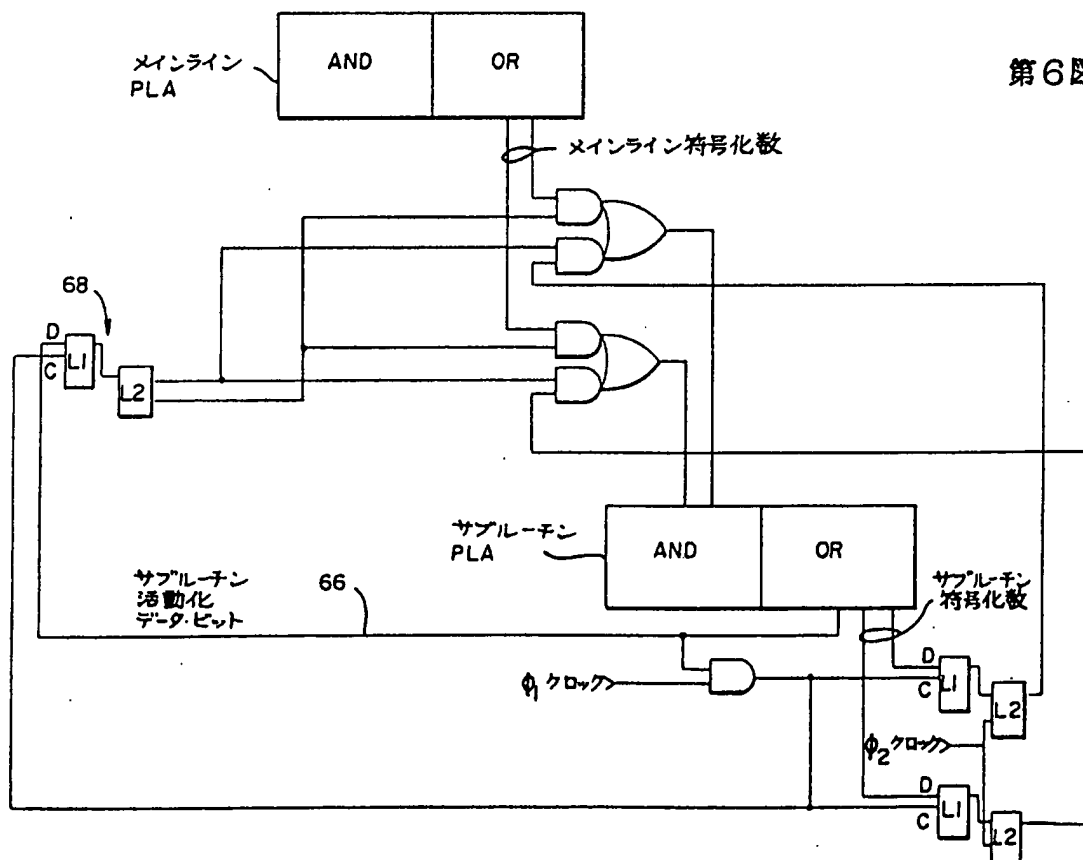 第6図
メインライン
PLA
AND
OR
メインライン符号化数
68
D
C
L1
L2
サブルーチン
PLA
AND
OR
サブルーチン
活動化
データ・ビット
66
サブルーチン
符号化数
φ1 クロック
D
C
L1
L2
φ2 クロック
D
C
L1
L2